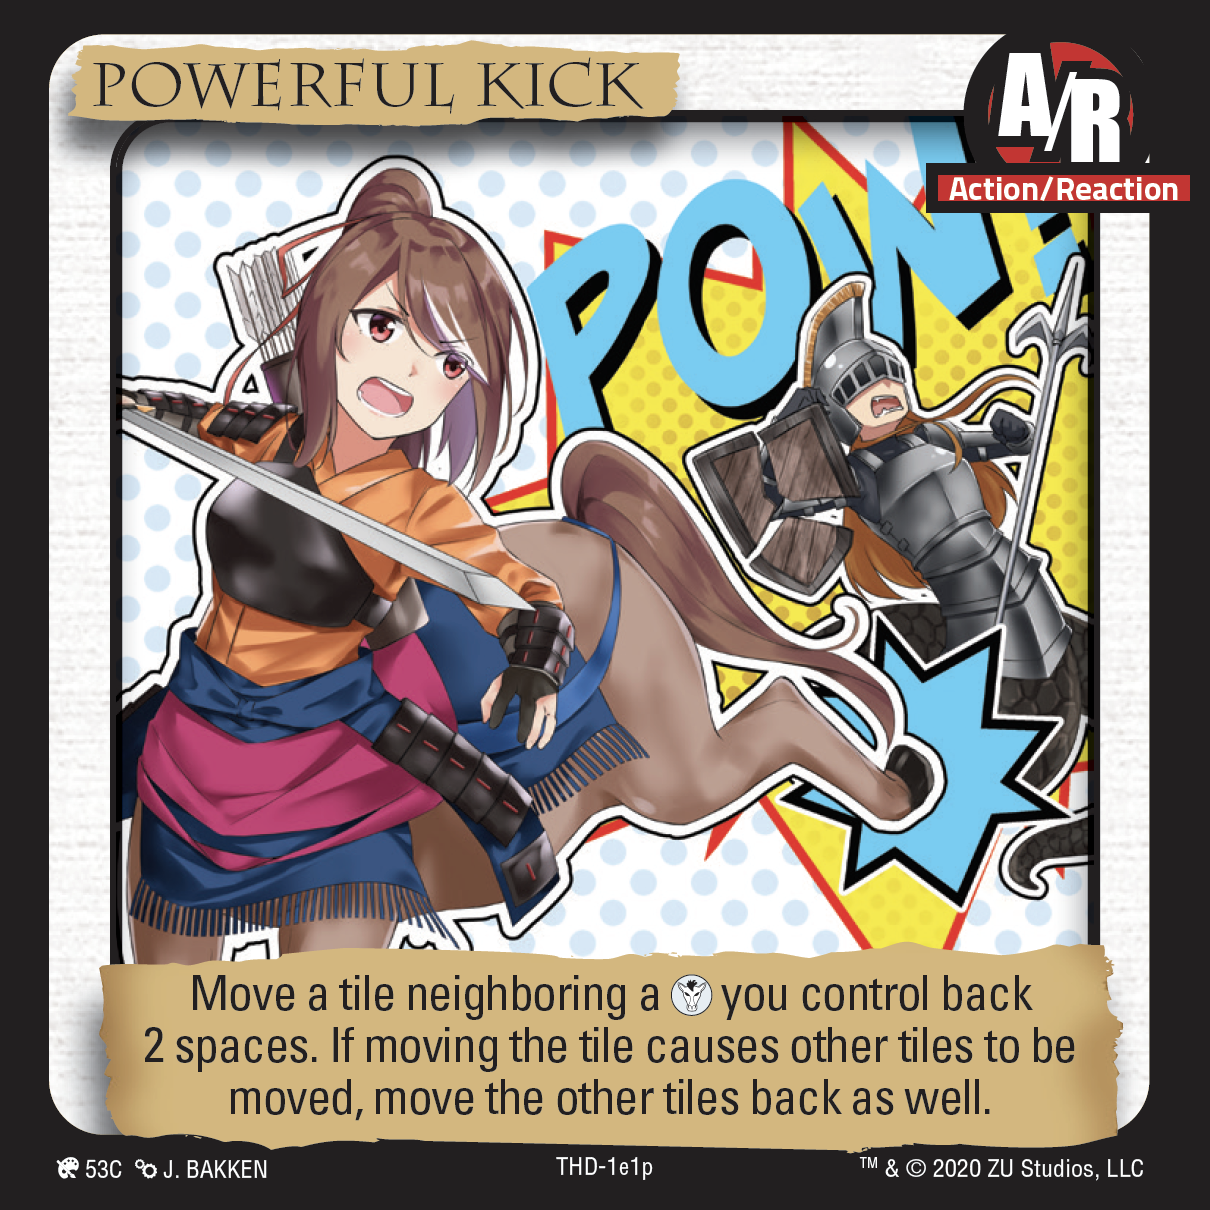 POWERFUL KICK
A/R
Action/Reaction
POIN!
Move a tile neighboring a you control back
2 spaces. If moving the tile causes other tiles to be
moved, move the other tiles back as well.
53C J. BAKKEN
THD-1e1p
™ & © 2020 ZU Studios, LLC